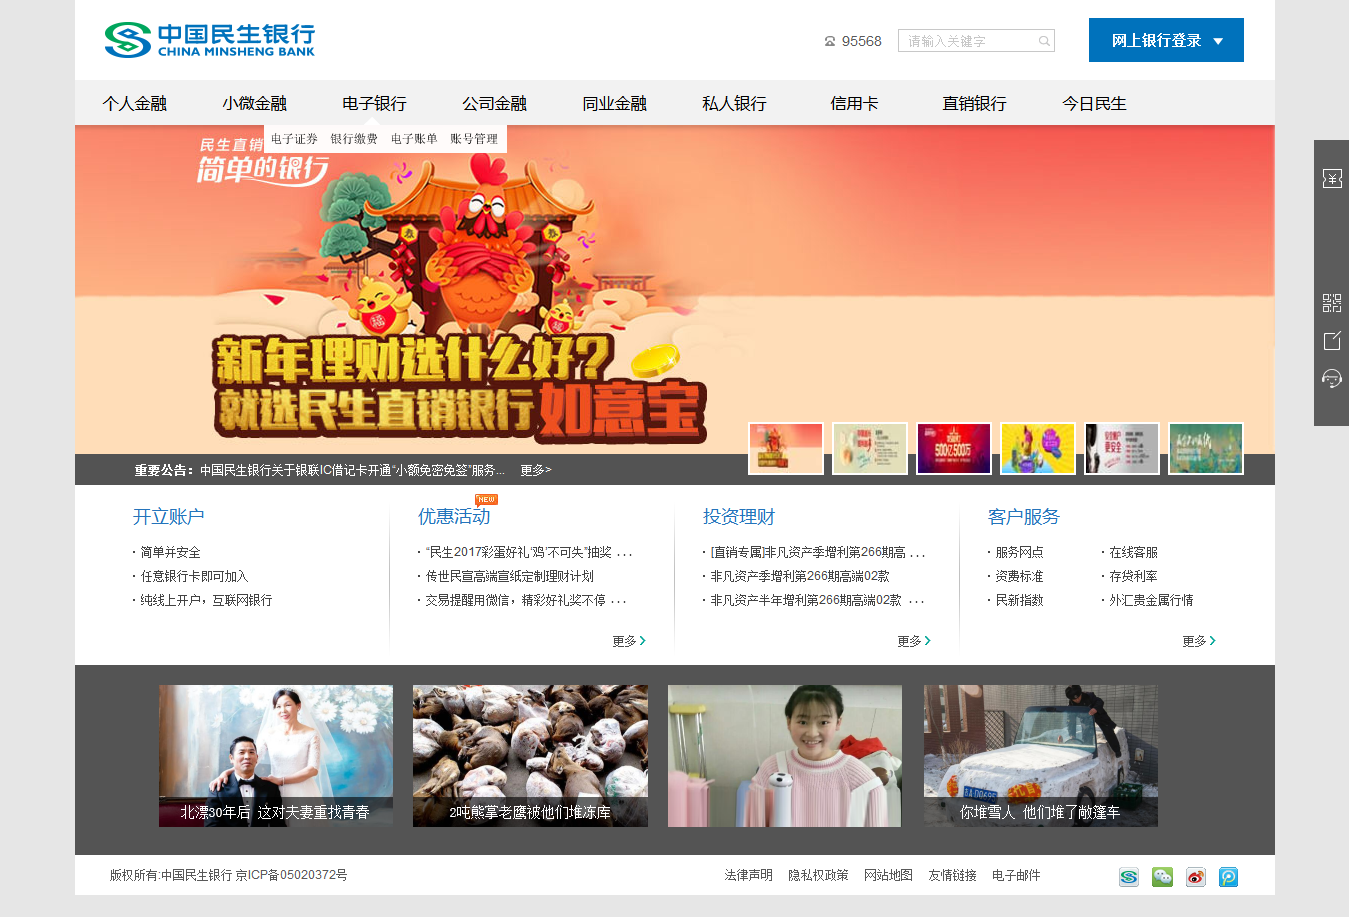 中国民生银行
CHINA MINSHENG BANK
95568
请输入关键字
网上银行登录
个人金融 小微金融 电子银行 公司金融 同业金融 私人银行 信用卡 直销银行 今日民生
电子证券 银行缴费 电子账单 账号管理
民生直销
简单的银行
福
新年理财选什么好?
就选民生直销银行如意宝
500亿500万
重要公告：中国民生银行关于银联IC借记卡开通“小额免密免签”服务... 更多>
NEW
开立账户
· 简单并安全
· 任意银行卡即可加入
· 纯线上开户，互联网银行
优惠活动
· “民生2017彩蛋好礼‘鸡’不可失”抽奖 ...
· 传世民宣高端宣纸定制理财计划
· 交易提醒用微信，精彩好礼奖不停 ...
更多
投资理财
· [直销专属]非凡资产季增利第266期高 ...
· 非凡资产季增利第266期高端02款
· 非凡资产半年增利第266期高端02款 ...
更多
客户服务
· 服务网点 · 在线客服
· 资费标准 · 存贷利率
· 民新指数 · 外汇贵金属行情
更多
北漂30年后 这对夫妻重找青春
2吨熊掌老鹰被他们堆冻库
你堆雪人 他们堆了敞篷车
版权所有:中国民生银行 京ICP备05020372号
法律声明 隐私权政策 网站地图 友情链接 电子邮件